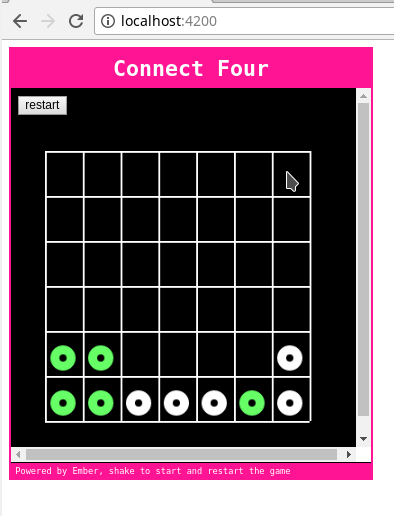 localhost:4200
Connect Four
restart
Powered by Ember, shake to start and restart the game